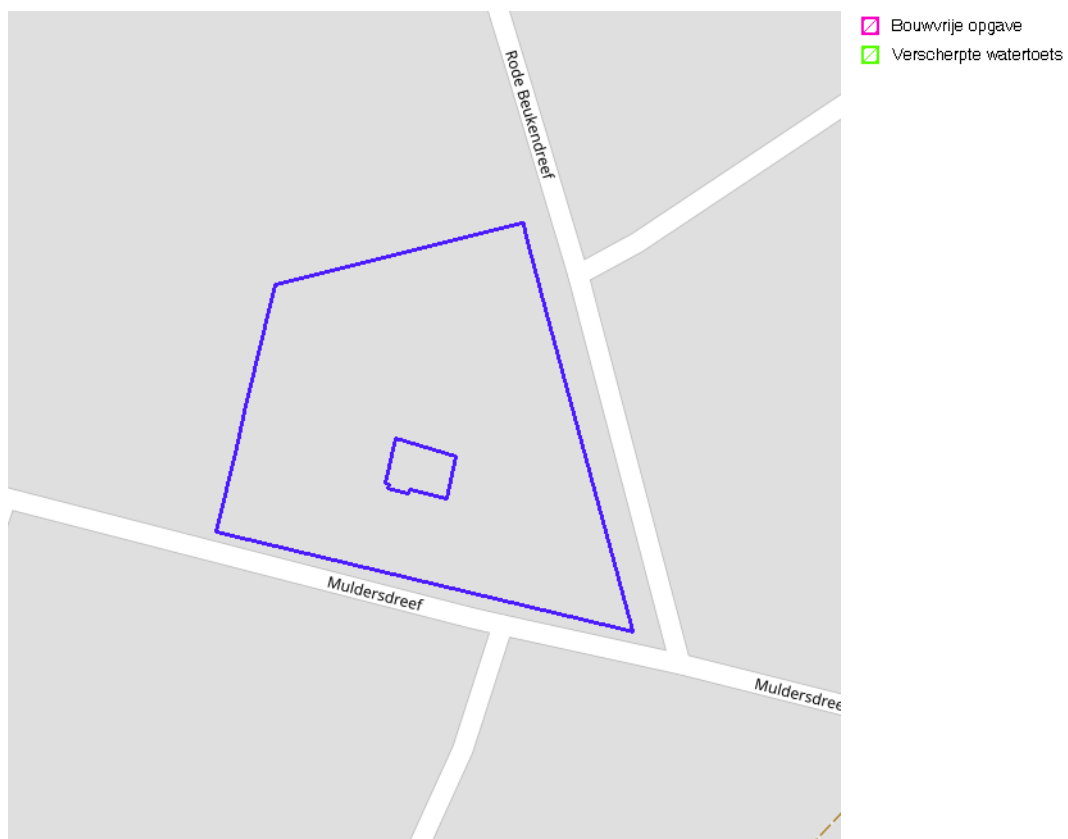 Bouwvrije opgave
Verscherpte watertoets
Rode Beukendreef
Muldersdreef
Muldersdree